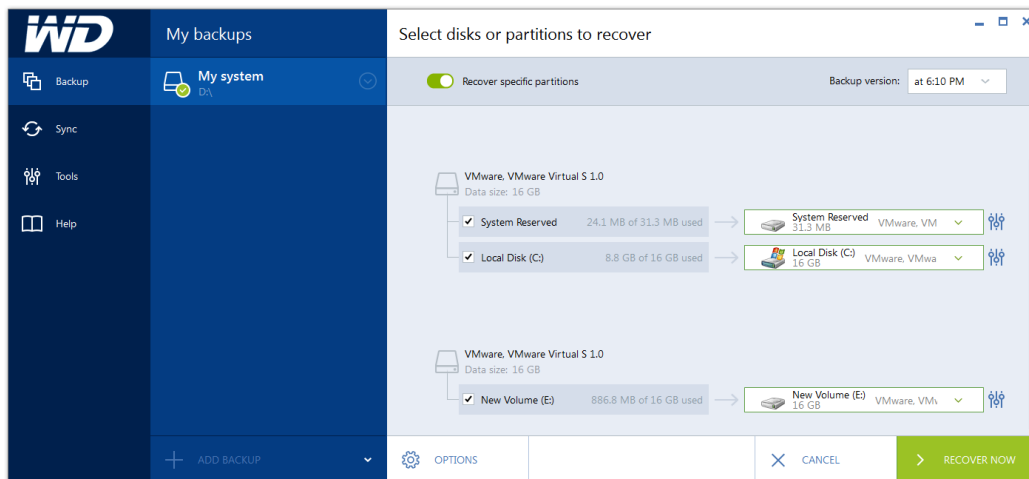 WD
My backups
Select disks or partitions to recover
Backup
My system
D:\
Recover specific partitions
Backup version:
at 6:10 PM
Sync
Tools
Help
VMware, VMware Virtual S 1.0
Data size: 16 GB
System Reserved
24.1 MB of 31.3 MB used
System Reserved
31.3 MB
VMware, VM
Local Disk (C:)
8.8 GB of 16 GB used
Local Disk (C:)
16 GB
VMware, VMwa
VMware, VMware Virtual S 1.0
Data size: 16 GB
New Volume (E:)
886.8 MB of 16 GB used
New Volume (E:)
16 GB
VMware, VM
ADD BACKUP
OPTIONS
CANCEL
RECOVER NOW